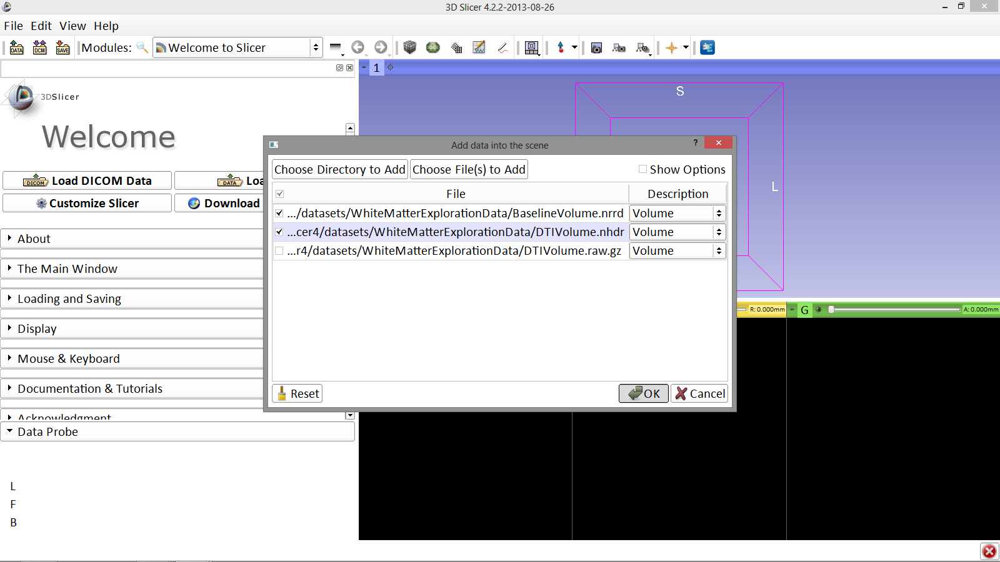 3D Slicer 4.2.2-2013-08-26
File Edit View Help
DATA DCM SAVE Modules: Welcome to Slicer
1
3DSlicer
Welcome
DICOM Load DICOM Data DATA Loa
Customize Slicer Download
About
The Main Window
Loading and Saving
Display
Mouse & Keyboard
Documentation & Tutorials
Acknowledgment
Data Probe
L
F
B
S
L
Add data into the scene ?
Choose Directory to Add Choose File(s) to Add Show Options
File Description
.../datasets/WhiteMatterExplorationData/BaselineVolume.nrrd Volume
...cer4/datasets/WhiteMatterExplorationData/DTIVolume.nhdr Volume
...r4/datasets/WhiteMatterExplorationData/DTIVolume.raw.gz Volume
Reset OK Cancel
R: 0.000mm G A: 0.000mm